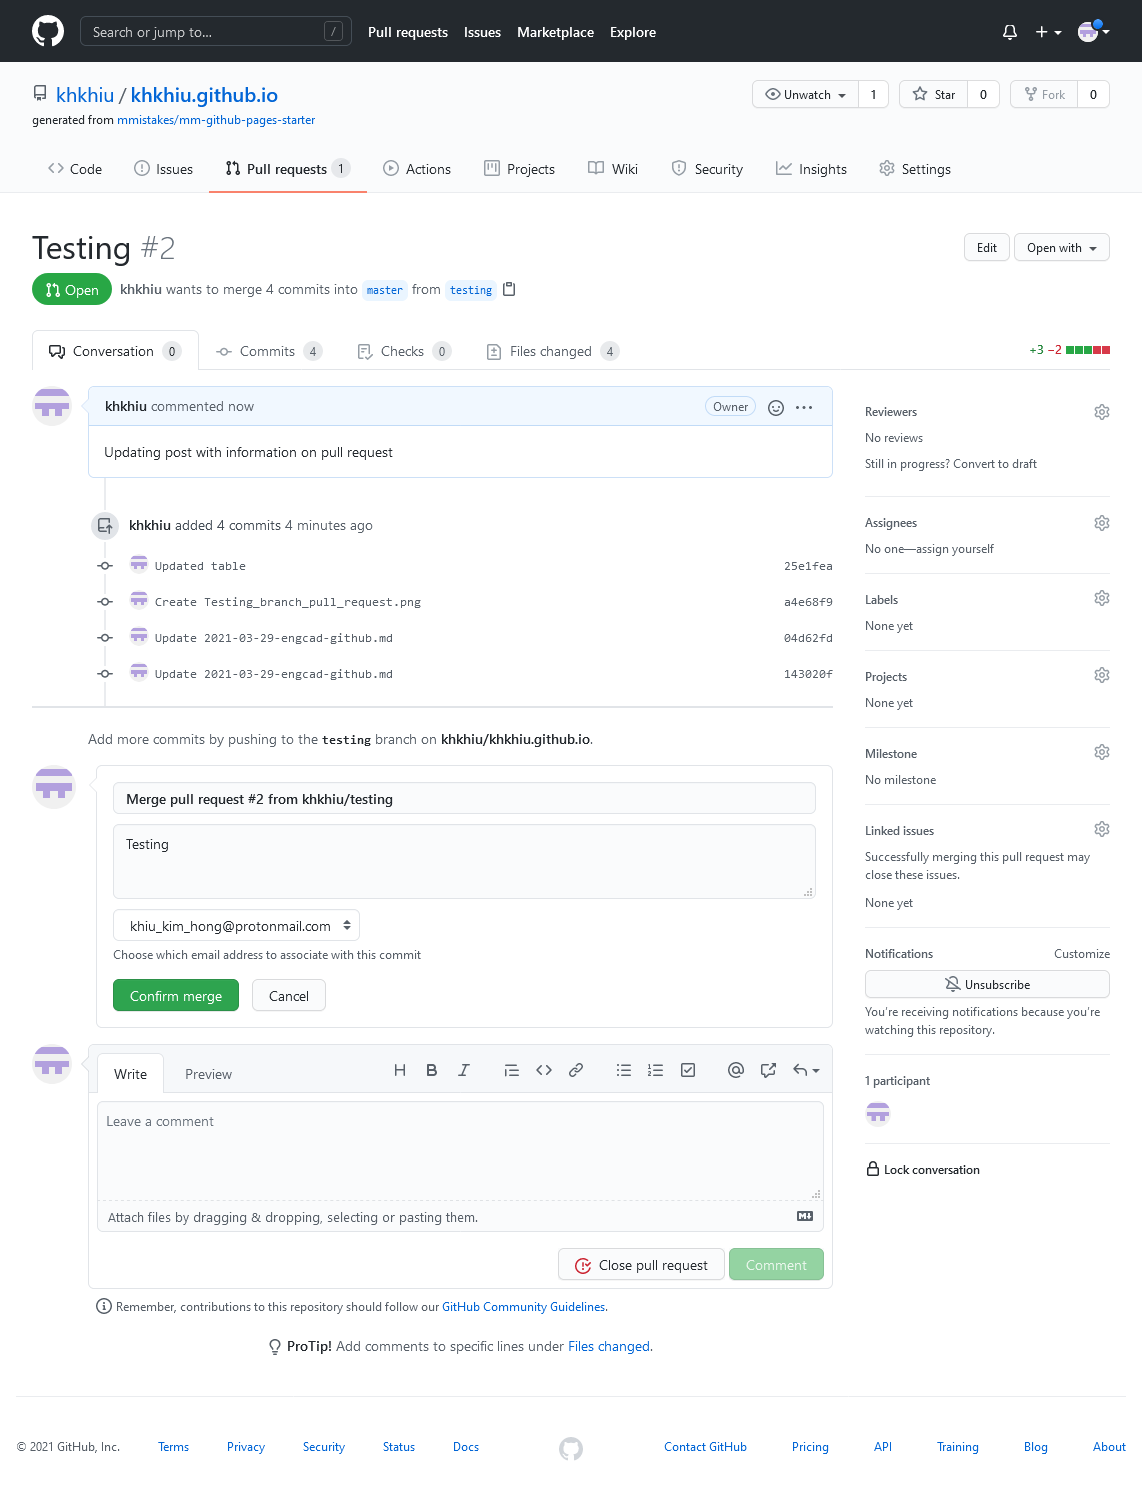 Search or jump to...
/
Pull requests
Issues
Marketplace
Explore
khkhiu / khkhiu.github.io
generated from mmistakes/mm-github-pages-starter
Unwatch
1
Star
0
Fork
0
Code
Issues
Pull requests 1
Actions
Projects
Wiki
Security
Insights
Settings
Testing #2
Edit
Open with
Open
khkhiu wants to merge 4 commits into master from testing
Conversation 0
Commits 4
Checks 0
Files changed 4
+3 −2
khkhiu commented now
Owner
Updating post with information on pull request
khkhiu added 4 commits 4 minutes ago
Updated table
25e1fea
Create Testing_branch_pull_request.png
a4e68f9
Update 2021-03-29-engcad-github.md
04d62fd
Update 2021-03-29-engcad-github.md
143020f
Add more commits by pushing to the testing branch on khkhiu/khkhiu.github.io.
Merge pull request #2 from khkhiu/testing
Testing
khiu_kim_hong@protonmail.com
Choose which email address to associate with this commit
Confirm merge
Cancel
Write
Preview
H B I
Leave a comment
Attach files by dragging & dropping, selecting or pasting them.
Close pull request
Comment
Remember, contributions to this repository should follow our GitHub Community Guidelines.
ProTip! Add comments to specific lines under Files changed.
Reviewers
No reviews
Still in progress? Convert to draft
Assignees
No one—assign yourself
Labels
None yet
Projects
None yet
Milestone
No milestone
Linked issues
Successfully merging this pull request may
close these issues.
None yet
Notifications
Customize
Unsubscribe
You're receiving notifications because you're
watching this repository.
1 participant
Lock conversation
© 2021 GitHub, Inc.
Terms
Privacy
Security
Status
Docs
Contact GitHub
Pricing
API
Training
Blog
About